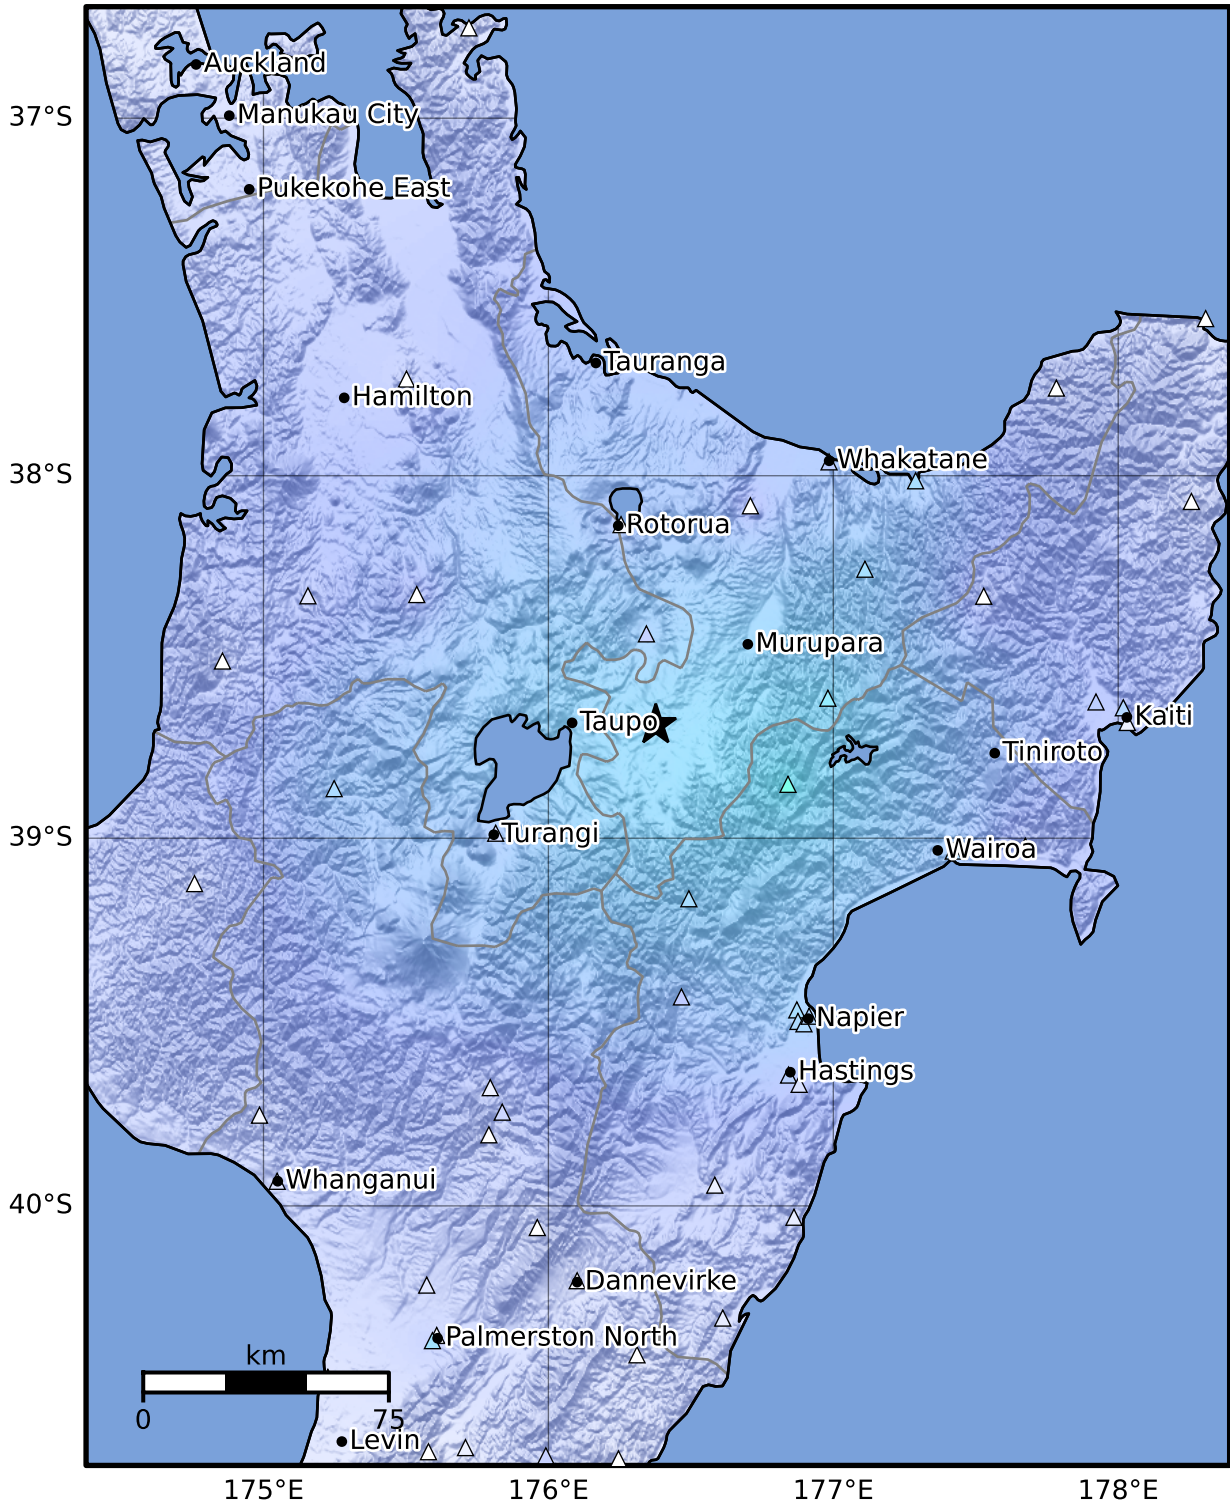 Auckland
37°S
Manukau City
Pukekohe East
Tauranga
Hamilton
Whakatane
38°S
Rotorua
Murupara
Taupo
Kaiti
Tiniroto
39°S
Turangi
Wairoa
Napier
Hastings
Whanganui
40°S
Dannevirke
Palmerston North
km
0 75
Levin
175°E 176°E 177°E 178°E